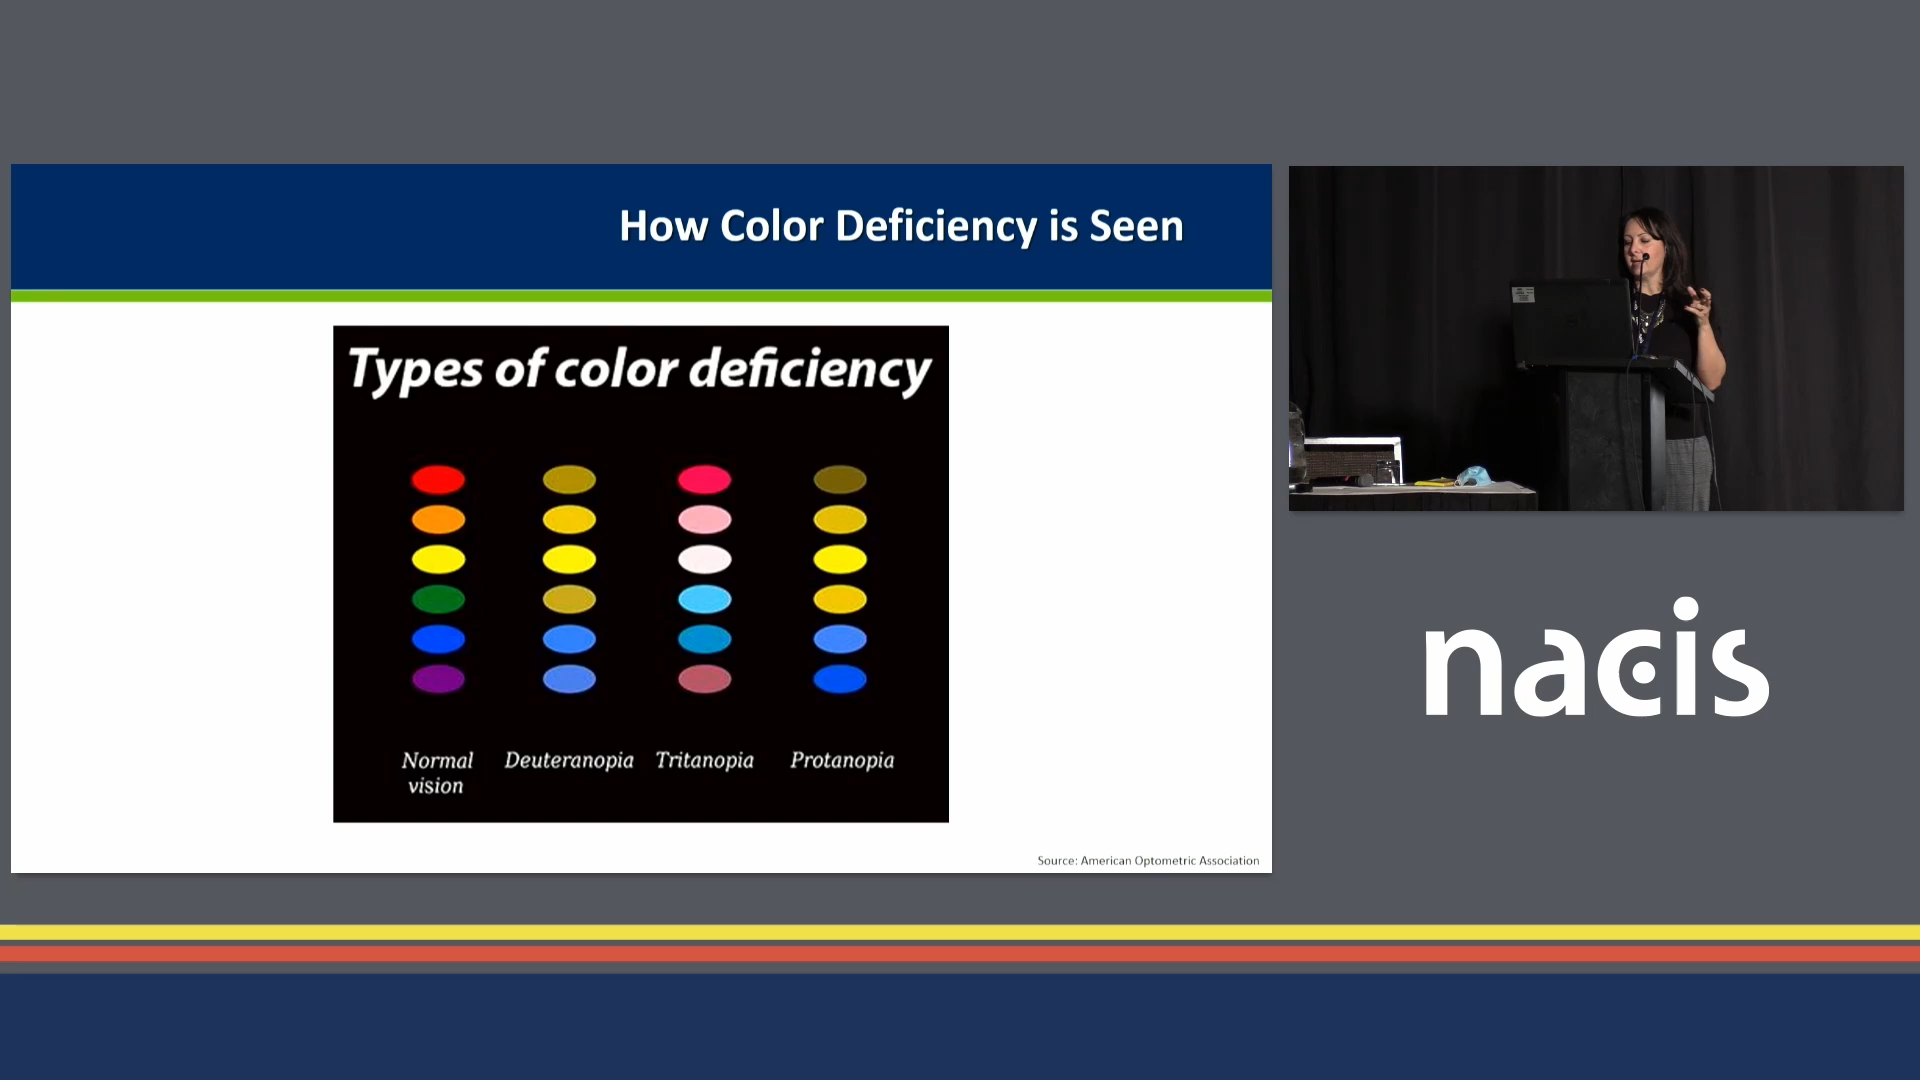 How Color Deficiency is Seen
Types of color deficiency
Normal vision
Deuteranopia
Tritanopia
Protanopia
Source: American Optometric Association
nacis